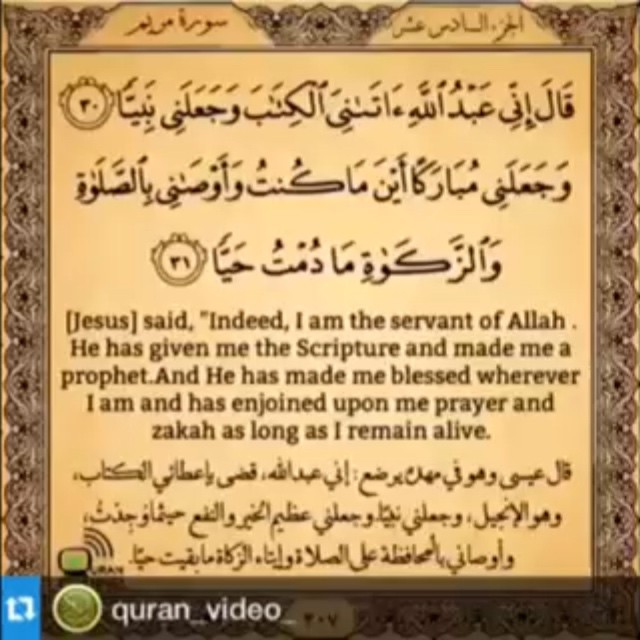 سورة مريم
الجزء السادس عشر
قَالَ إِنِّي عَبْدُ ٱللَّهِ ءَاتَىٰنِيَ ٱلْكِتَٰبَ وَجَعَلَنِي نَبِيًّا ٣٠
وَجَعَلَنِي مُبَارَكًا أَيْنَ مَا كُنتُ وَأَوْصَٰنِي بِٱلصَّلَوٰةِ
وَٱلزَّكَوٰةِ مَا دُمْتُ حَيًّا ٣١
[Jesus] said, "Indeed, I am the servant of Allah .
He has given me the Scripture and made me a
prophet.And He has made me blessed wherever
I am and has enjoined upon me prayer and
zakah as long as I remain alive.
قال عيسى وهو في مهده يرضع: إني عبدالله، قضى بإعطائي الكتاب،
وهو الإنجيل، وجعلني نبيًا. وجعلني عظيم الخير والنفع حيثما وُجِدْتُ،
وأوصاني بالمحافظة على الصلاة وإيتاء الزكاة ما بقيت حيًا.
QURAN
quran_video_
٣٠٧